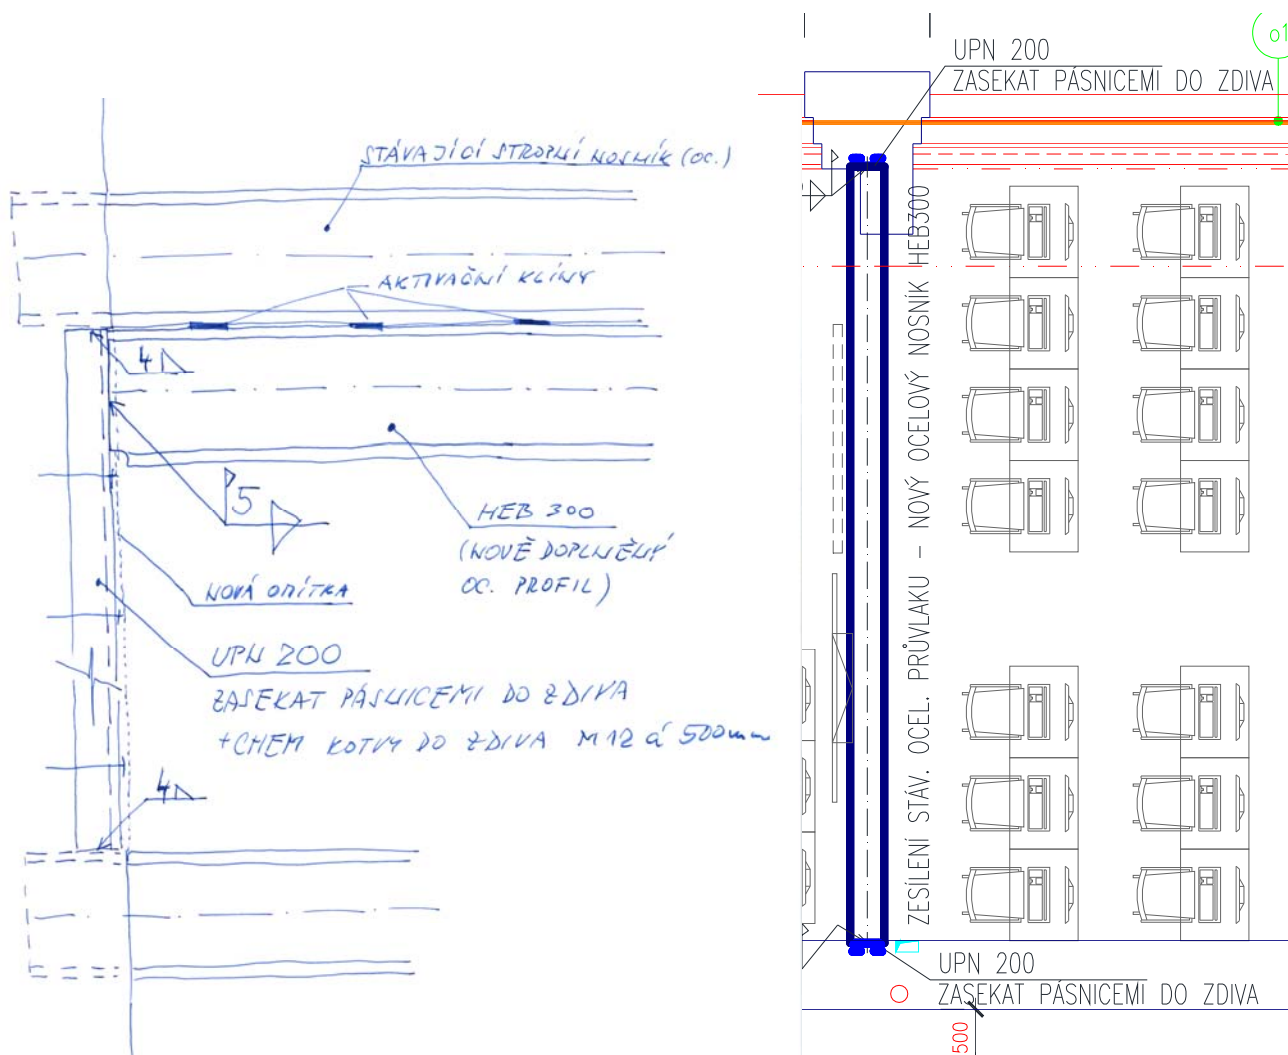 STÁVAJÍCÍ STROPNÍ NOSNÍK (OC.)
AKTIVAČNÍ KLÍNY
4
5
HEB 300
(NOVĚ DOPLNĚNÝ
OC. PROFIL)
NOVÁ OMÍTKA
UPN 200
ZASEKAT PÁSNICEMI DO ZDIVA
+CHEM KOTVY DO ZDIVA M12 á 500mm
4
UPN 200
ZASEKAT PÁSNICEMI DO ZDIVA
o1
ZESÍLENÍ STÁV. OCEL. PRŮVLAKU - NOVÝ OCELOVÝ NOSNÍK HEB300
UPN 200
ZASEKAT PÁSNICEMI DO ZDIVA
500